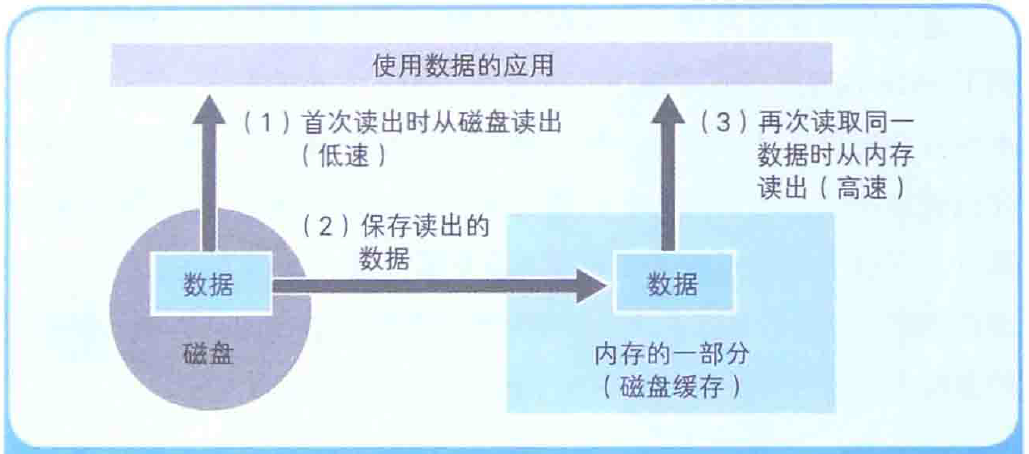 使用数据的应用
（1）首次读出时从磁盘读出
（低速）
（3）再次读取同一
数据时从内存
读出（高速）
（2）保存读出的
数据
数据
数据
磁盘
内存的一部分
（磁盘缓存）